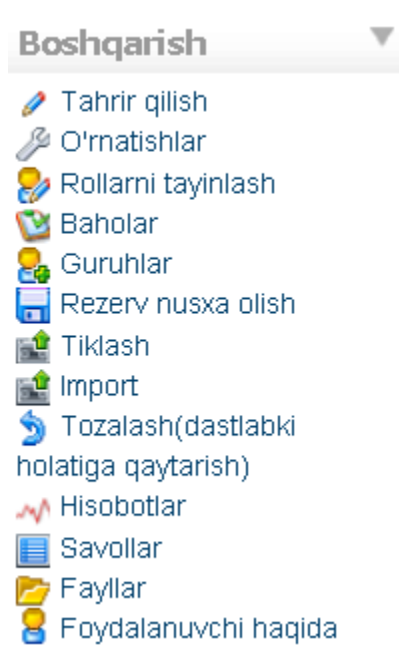 Boshqarish
Tahrir qilish
O'rnatishlar
Rollarni tayinlash
Baholar
Guruhlar
Rezerv nusxa olish
Tiklash
Import
Tozalash(dastlabki
holatiga qaytarish)
Hisobotlar
Savollar
Fayllar
Foydalanuvchi haqida